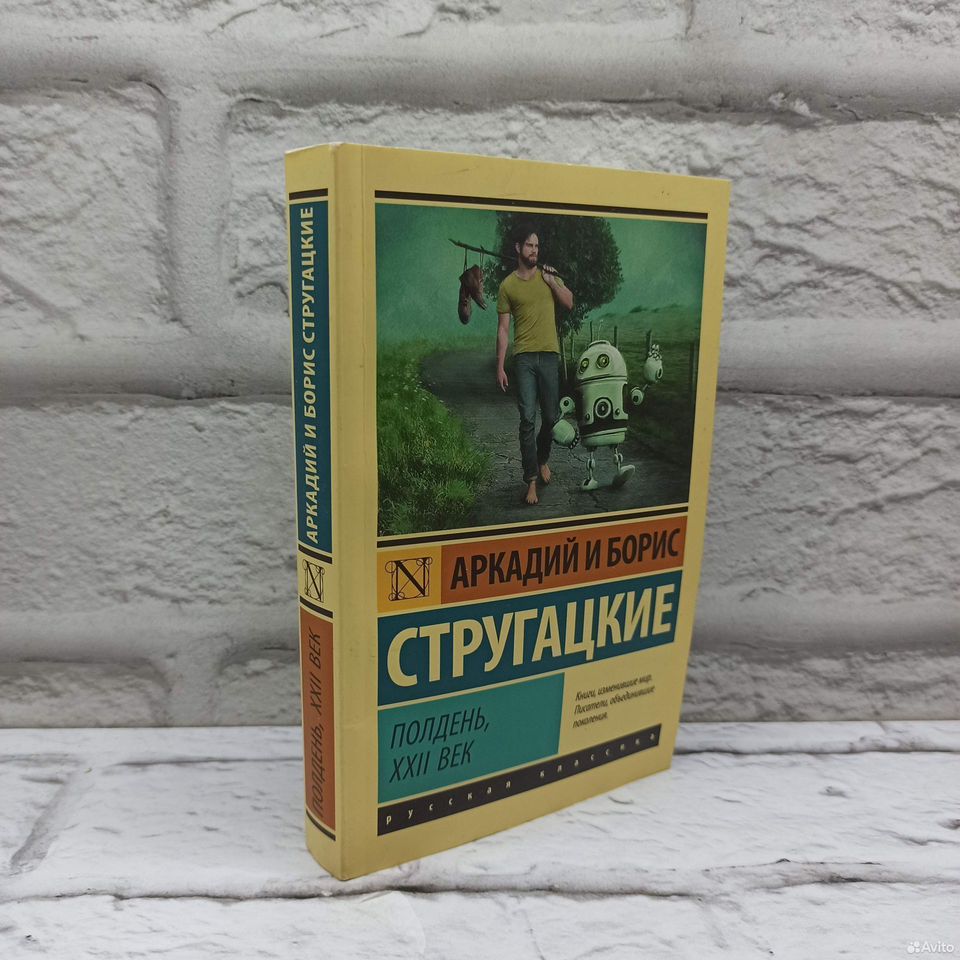 АРКАДИЙ И БОРИС СТРУГАЦКИЕ
N
ПОЛДЕНЬ, XXII ВЕК
N
АРКАДИЙ И БОРИС
СТРУГАЦКИЕ
ПОЛДЕНЬ,
XXII ВЕК
Книги, изменившие мир.
Писатели, объединившие
поколения.
русская классика
Avito